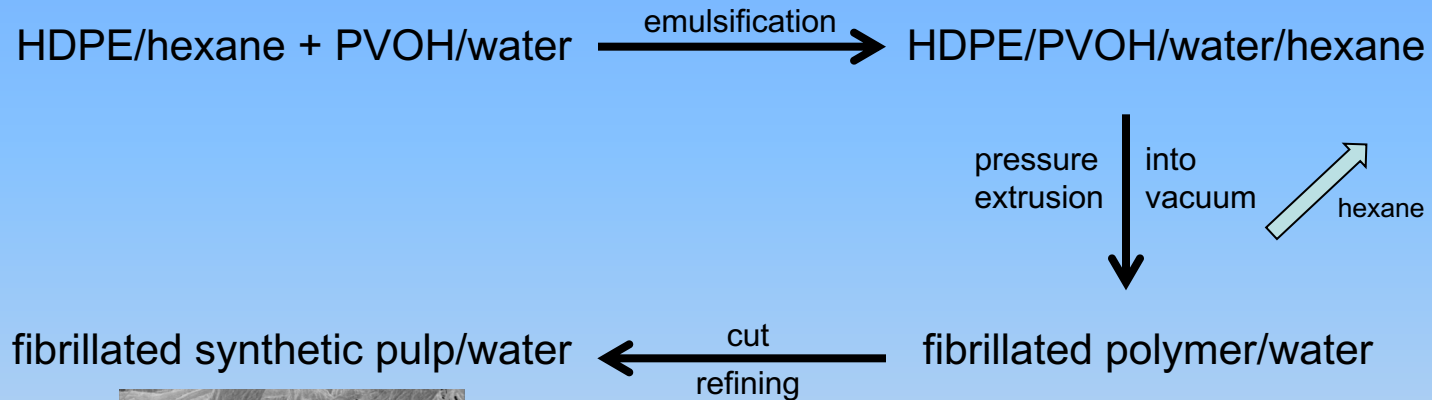 HDPE/hexane + PVOH/water
emulsification
HDPE/PVOH/water/hexane
pressure
extrusion
into
vacuum
hexane
fibrillated polymer/water
cut
refining
fibrillated synthetic pulp/water